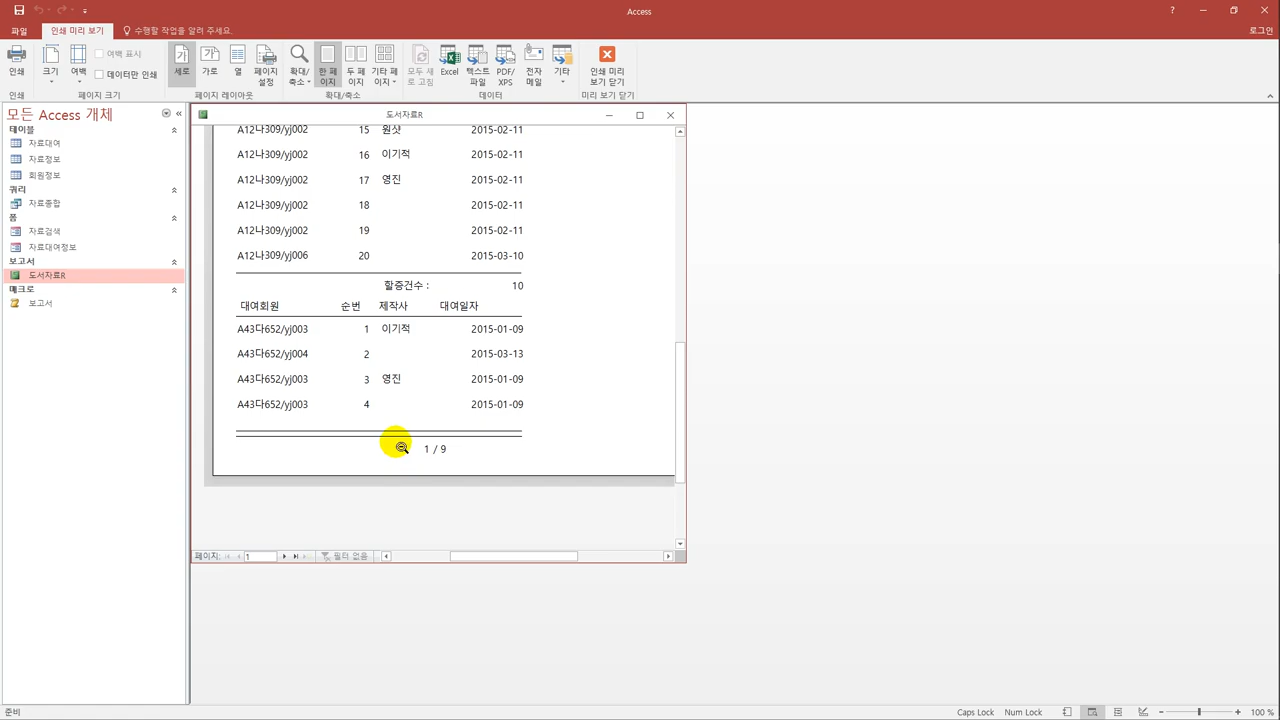 Access
로그인
파일 인쇄 미리 보기 수행할 작업을 알려 주세요.
인쇄 크기 여백 여백 표시 데이터만 인쇄 세로 가로 열 페이지 설정 확대/축소 한 페이지 두 페이지 기타 페이지 모두 새로 고침 Excel 텍스트 파일 PDF/XPS 전자 메일 기타 인쇄 미리 보기 닫기
인쇄 페이지 크기 페이지 레이아웃 확대/축소 데이터 미리 보기 닫기
모든 Access 개체
테이블
자료대여
자료정보
회원정보
쿼리
자료종합
폼
자료검색
자료대여정보
보고서
도서자료R
매크로
보고서
도서자료R
A12나309/yj002 15 원샷 2015-02-11
A12나309/yj002 16 이기적 2015-02-11
A12나309/yj002 17 영진 2015-02-11
A12나309/yj002 18 2015-02-11
A12나309/yj002 19 2015-02-11
A12나309/yj006 20 2015-03-10
할증건수 : 10
대여회원 순번 제작사 대여일자
A43다652/yj003 1 이기적 2015-01-09
A43다652/yj004 2 2015-03-13
A43다652/yj003 3 영진 2015-01-09
A43다652/yj003 4 2015-01-09
1 / 9
페이지: 1 필터 없음
준비 Caps Lock Num Lock 100 %